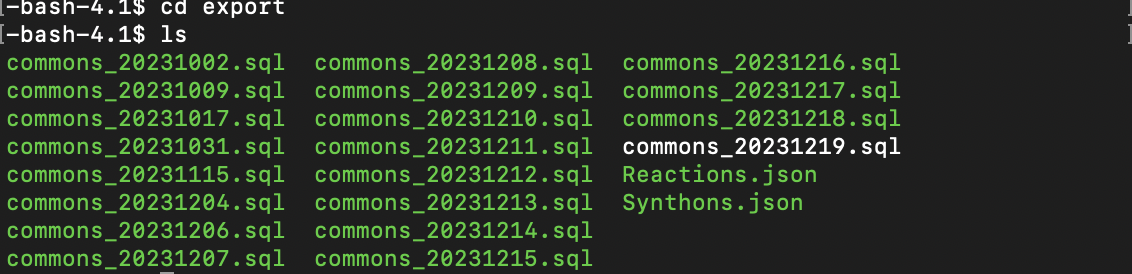 [-bash-4.1$ cd export
[-bash-4.1$ ls
commons_20231002.sql  commons_20231208.sql  commons_20231216.sql
commons_20231009.sql  commons_20231209.sql  commons_20231217.sql
commons_20231017.sql  commons_20231210.sql  commons_20231218.sql
commons_20231031.sql  commons_20231211.sql  commons_20231219.sql
commons_20231115.sql  commons_20231212.sql  Reactions.json
commons_20231204.sql  commons_20231213.sql  Synthons.json
commons_20231206.sql  commons_20231214.sql
commons_20231207.sql  commons_20231215.sql